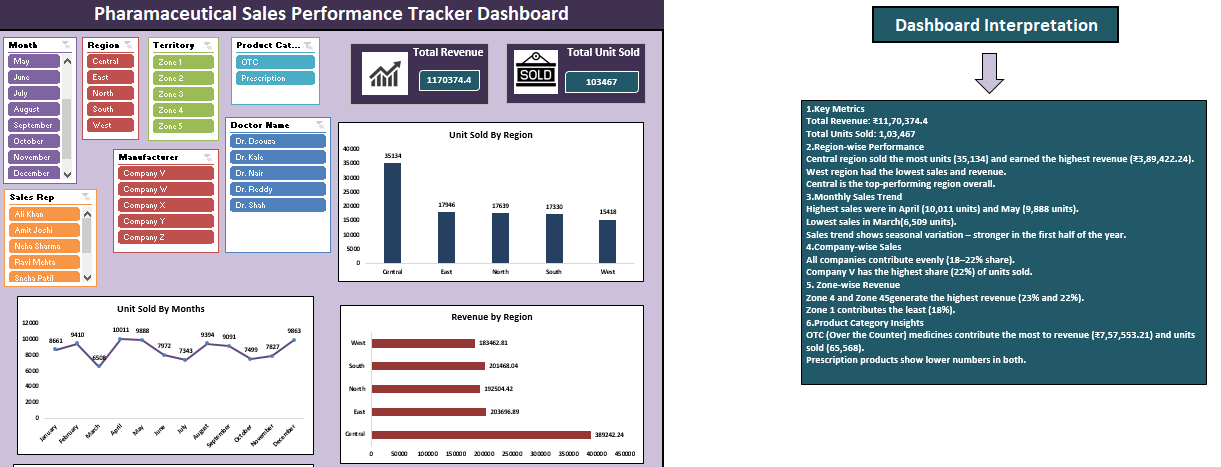 Pharamaceutical Sales Performance Tracker Dashboard
Month
May
June
July
August
September
October
November
December
Region
Central
East
North
South
West
Territory
Zone 1
Zone 2
Zone 3
Zone 4
Zone 5
Product Cat...
OTC
Prescription
Total Revenue
1170374.4
SOLD
Total Unit Sold
103467
Doctor Name
Dr. Dsouza
Dr. Kale
Dr. Nair
Dr. Reddy
Dr. Shah
Manufacturer
Company V
Company W
Company X
Company Y
Company Z
Sales Rep
Ali Khan
Amit Joshi
Neha Sharma
Ravi Mehta
Sneha Patil
Unit Sold By Region
40000
35000
30000
25000
20000
15000
10000
5000
0
35134
17946
17639
17330
15418
Central
East
North
South
West
Unit Sold By Months
12000
10000
8000
6000
4000
2000
0
8661
9410
6509
10011
9888
7972
7343
9394
9091
7499
7827
9863
January
February
March
April
May
June
July
August
September
October
November
December
Revenue by Region
West 183462.81
South 201468.04
North 192504.42
East 203696.89
Central 389242.24
0 50000 100000 150000 200000 250000 300000 350000 400000 450000
Dashboard Interpretation
1.Key Metrics
Total Revenue: ₹11,70,374.4
Total Units Sold: 1,03,467
2.Region-wise Performance
Central region sold the most units (35,134) and earned the highest revenue (₹3,89,422.24).
West region had the lowest sales and revenue.
Central is the top-performing region overall.
3.Monthly Sales Trend
Highest sales were in April (10,011 units) and May (9,888 units).
Lowest sales in March(6,509 units).
Sales trend shows seasonal variation – stronger in the first half of the year.
4.Company-wise Sales
All companies contribute evenly (18–22% share).
Company V has the highest share (22%) of units sold.
5. Zone-wise Revenue
Zone 4 and Zone 45generate the highest revenue (23% and 22%).
Zone 1 contributes the least (18%).
6.Product Category Insights
OTC (Over the Counter) medicines contribute the most to revenue (₹7,57,553.21) and units
sold (65,568).
Prescription products show lower numbers in both.